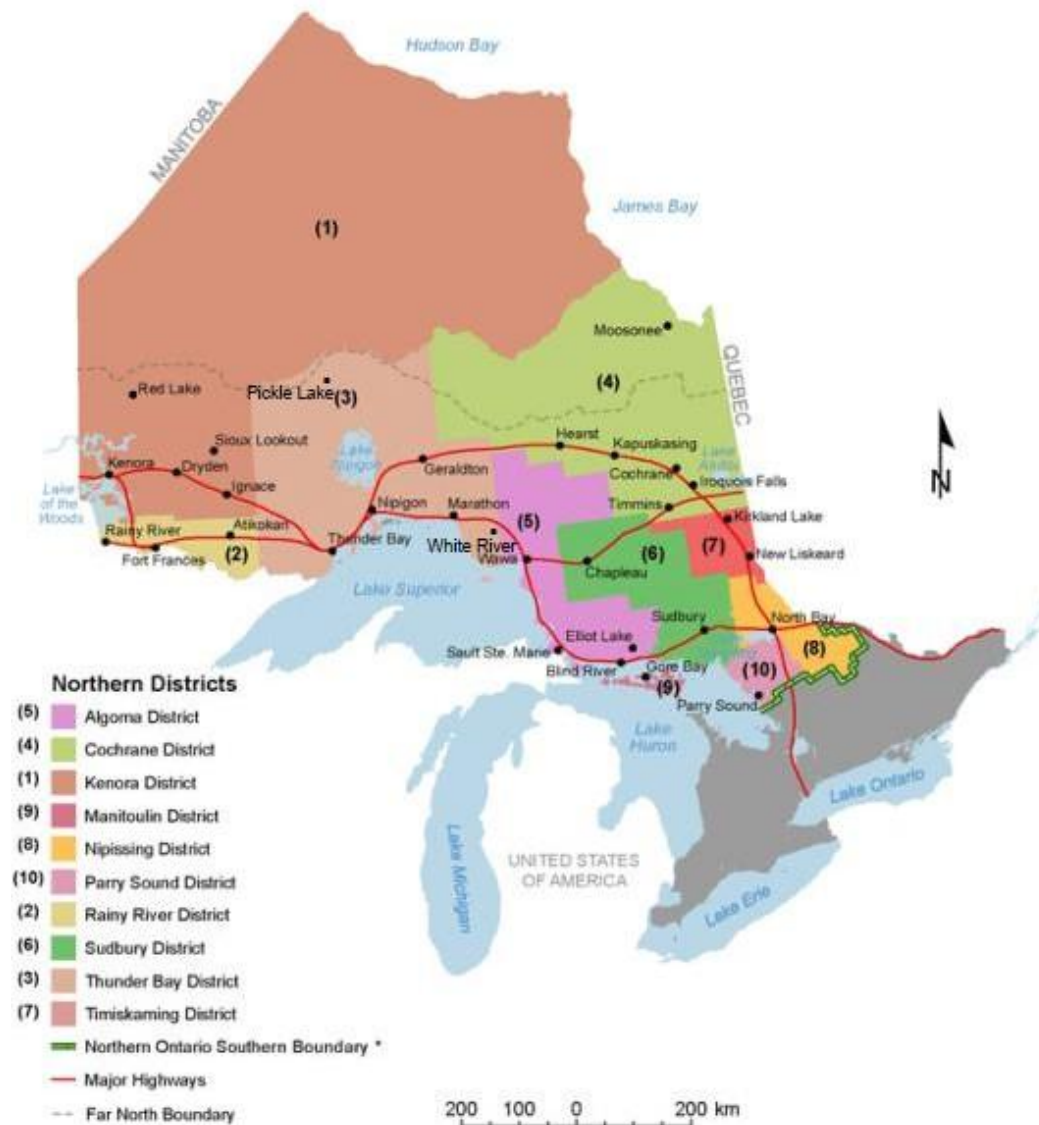 Hudson Bay
MANITOBA
James Bay
(1)
Moosonee
QUEBEC
(4)
Pickle Lake
(3)
Red Lake
Sioux Lookout
Hearst
Kapuskasing
Kenora
Dryden
Lake Nipigon
Geraldton
Cochrane
Lake Abitibi
Iroquois Falls
Lake
of the
Woods
Ignace
Nipigon
Marathon
Timmins
N
Rainy River
Atikokan
(5)
Kirkland Lake
Fort Frances
(2)
Thunder Bay
White River
(6)
(7)
New Liskeard
Wawa
Chapleau
Lake Superior
Sudbury
North Bay
Elliot Lake
(8)
Sault Ste. Marie
Blind River
Gore Bay
(10)
(9)
Parry Sound
Lake
Huron
Lake Ontario
Lake Michigan
UNITED STATES
OF AMERICA
Lake Erie
Northern Districts
(5) Algoma District
(4) Cochrane District
(1) Kenora District
(9) Manitoulin District
(8) Nipissing District
(10) Parry Sound District
(2) Rainy River District
(6) Sudbury District
(3) Thunder Bay District
(7) Timiskaming District
Northern Ontario Southern Boundary *
Major Highways
Far North Boundary
200 100 0 200 km